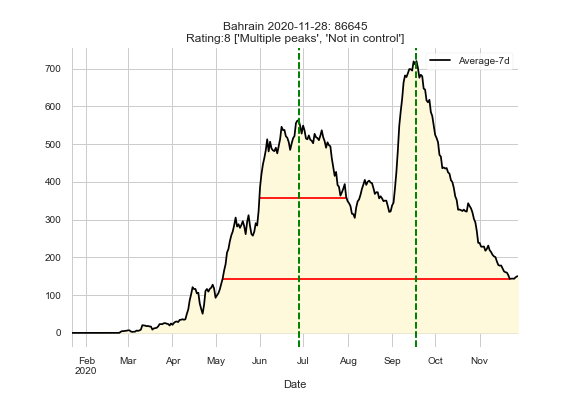 Bahrain 2020-11-28: 86645
Rating:8 ['Multiple peaks', 'Not in control']
Average-7d
700
600
500
400
300
200
100
0
Feb Mar Apr May Jun Jul Aug Sep Oct Nov
2020
Date